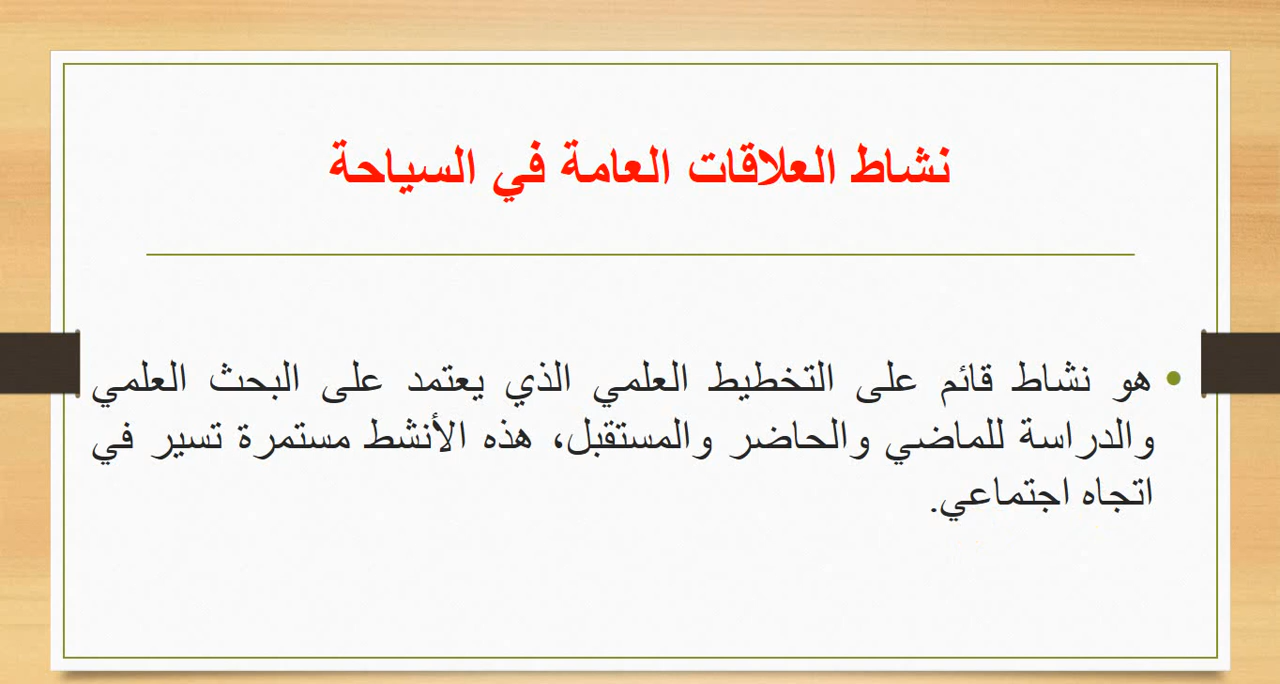 نشاط العلاقات العامة في السياحة
هو نشاط قائم على التخطيط العلمي الذي يعتمد على البحث العلمي
والدراسة للماضي والحاضر والمستقبل، هذه الأنشط مستمرة تسير في
اتجاه اجتماعي.